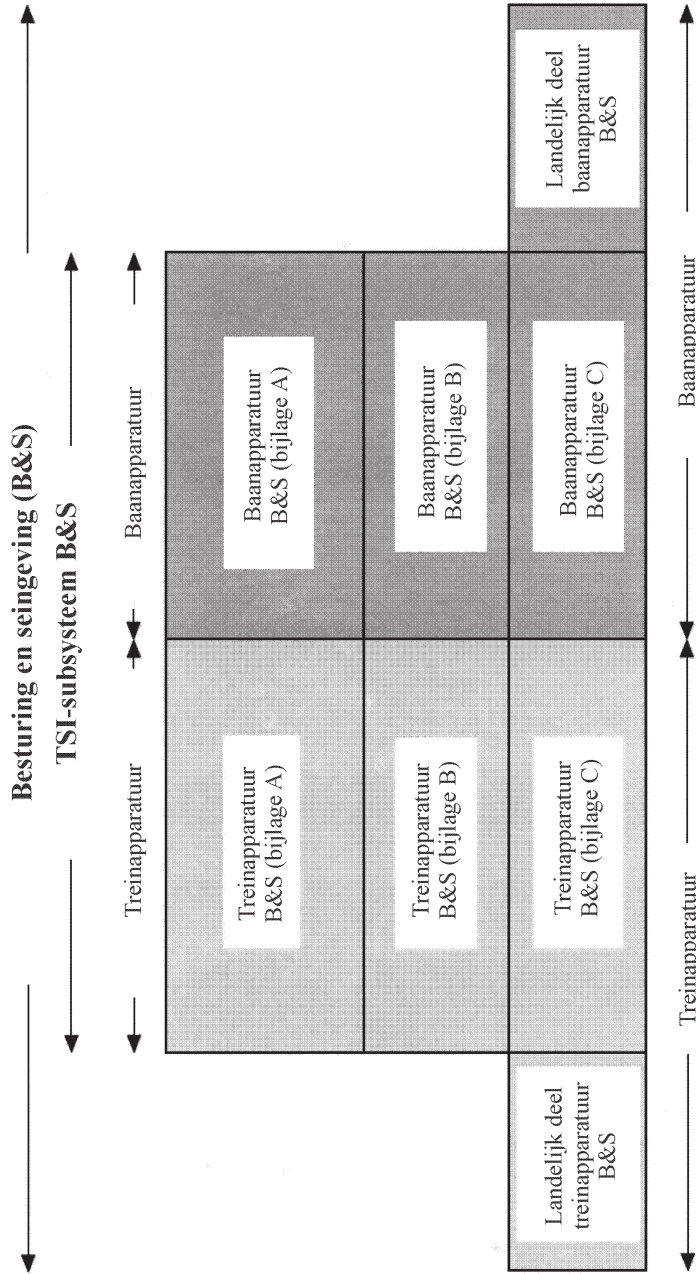 Besturing en seingeving (B&S)
TSI-subsysteem B&S
Treinapparatuur
Baanapparatuur
Treinapparatuur
B&S (bijlage A)
Baanapparatuur
B&S (bijlage A)
Treinapparatuur
B&S (bijlage B)
Baanapparatuur
B&S (bijlage B)
Landelijk deel
treinapparatuur
B&S
Treinapparatuur
B&S (bijlage C)
Baanapparatuur
B&S (bijlage C)
Landelijk deel
baanapparatuur
B&S
Treinapparatuur
Baanapparatuur